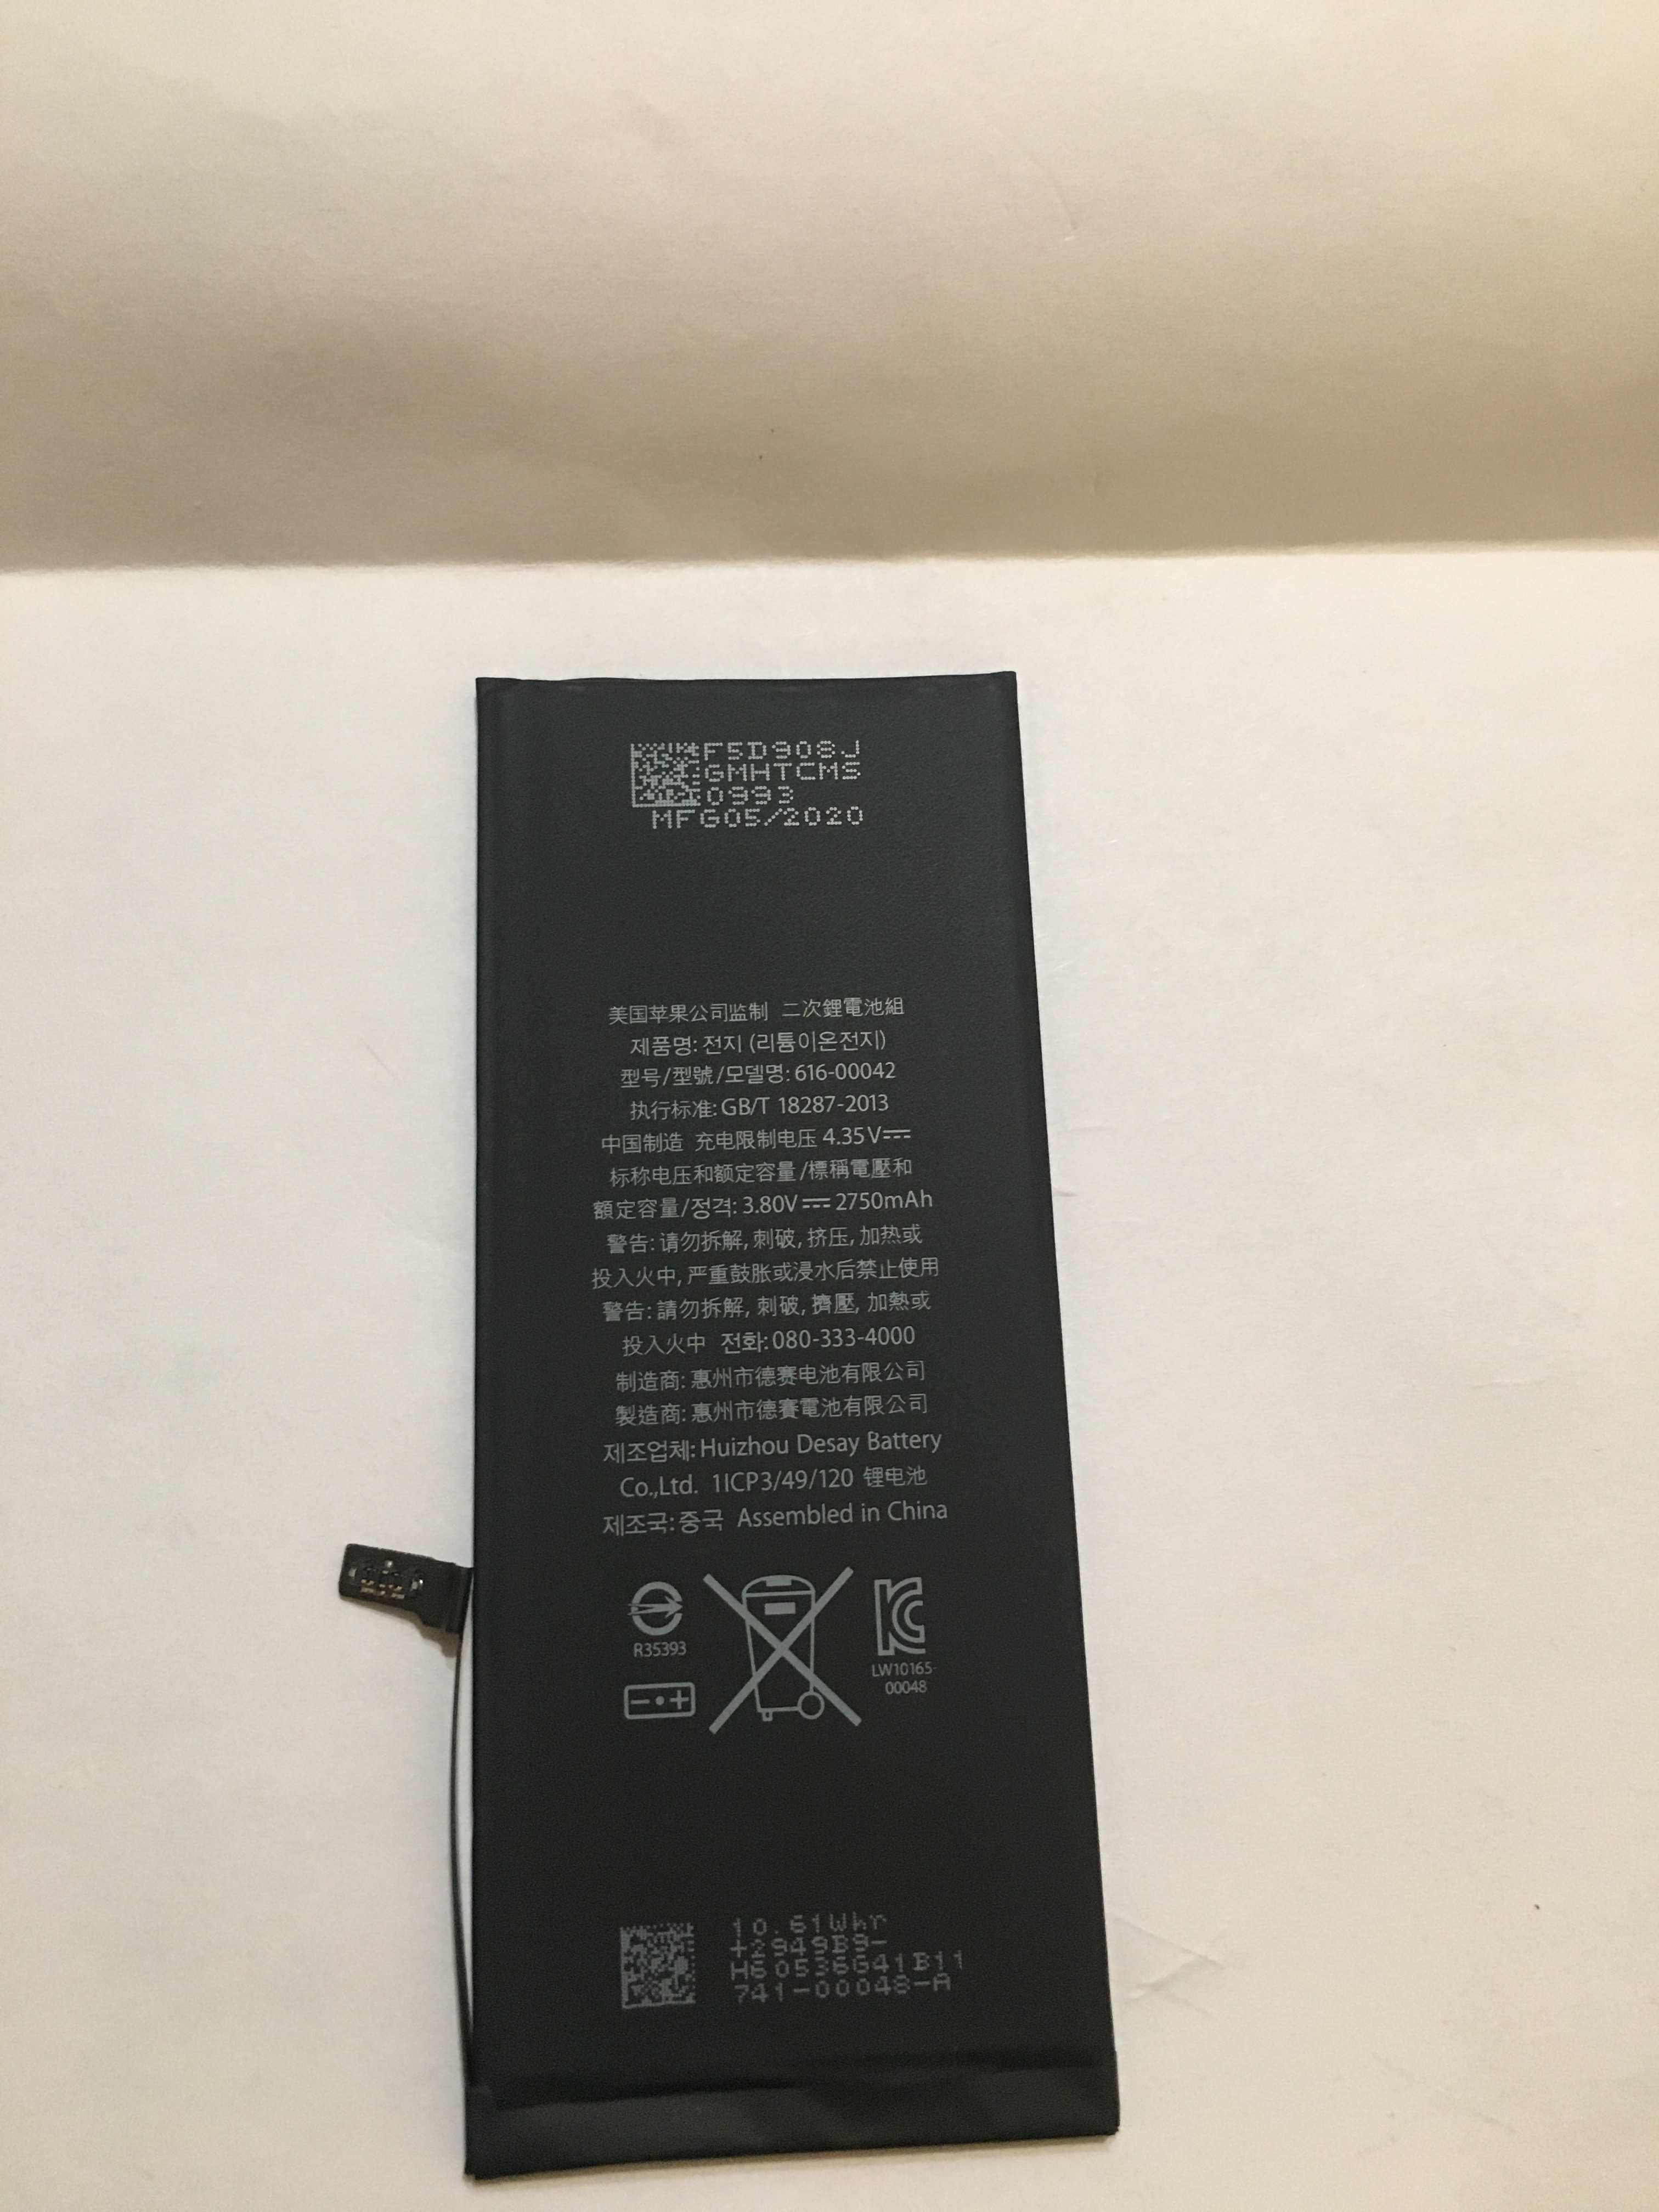 F5D908J
GMHTCMS
0993
MFG05/2020
美国苹果公司监制 二次鋰電池組
제품명: 전지 (리튬이온전지)
型号/型號/모델명: 616-00042
执行标准: GB/T 18287-2013
中国制造 充电限制电压 4.35V⎓
标称电压和额定容量/標稱電壓和
額定容量/정격: 3.80V⎓2750mAh
警告: 请勿拆解, 刺破, 挤压, 加热或
投入火中, 严重鼓胀或浸水后禁止使用
警告: 請勿拆解, 刺破, 擠壓, 加熱或
投入火中 전화: 080-333-4000
制造商: 惠州市德赛电池有限公司
製造商: 惠州市德賽電池有限公司
제조업체: Huizhou Desay Battery
Co.,Ltd. 1ICP3/49/120 锂电池
제조국: 중국 Assembled in China
R35393
LW10165-
00048
10.61Whr
+2949B9-
H60536G41B11
741-00048-A